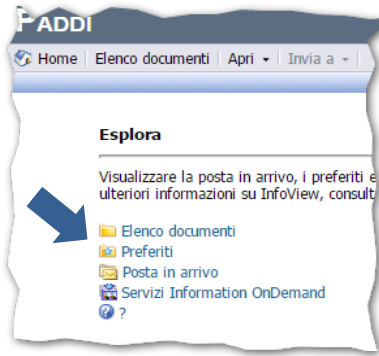 PADDI
Home Elenco documenti Apri Invia a
Esplora
Visualizzare la posta in arrivo, i preferiti e
ulteriori informazioni su InfoView, consult
Elenco documenti
Preferiti
Posta in arrivo
Servizi Information OnDemand
?